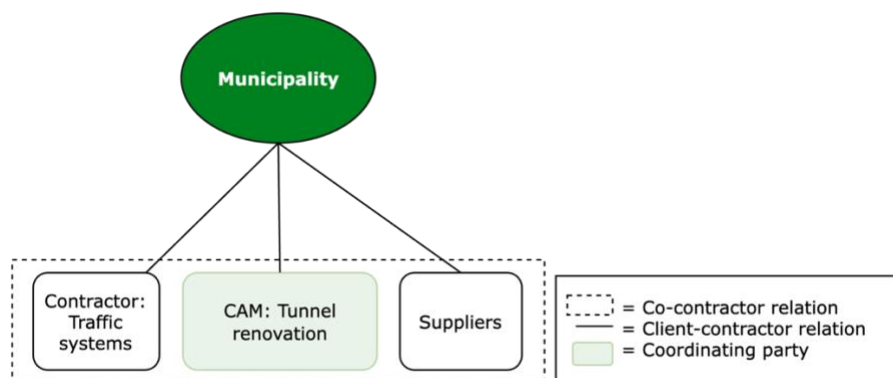 Municipality
Contractor:
Traffic
systems
CAM: Tunnel
renovation
Suppliers
= Co-contractor relation
= Client-contractor relation
= Coordinating party